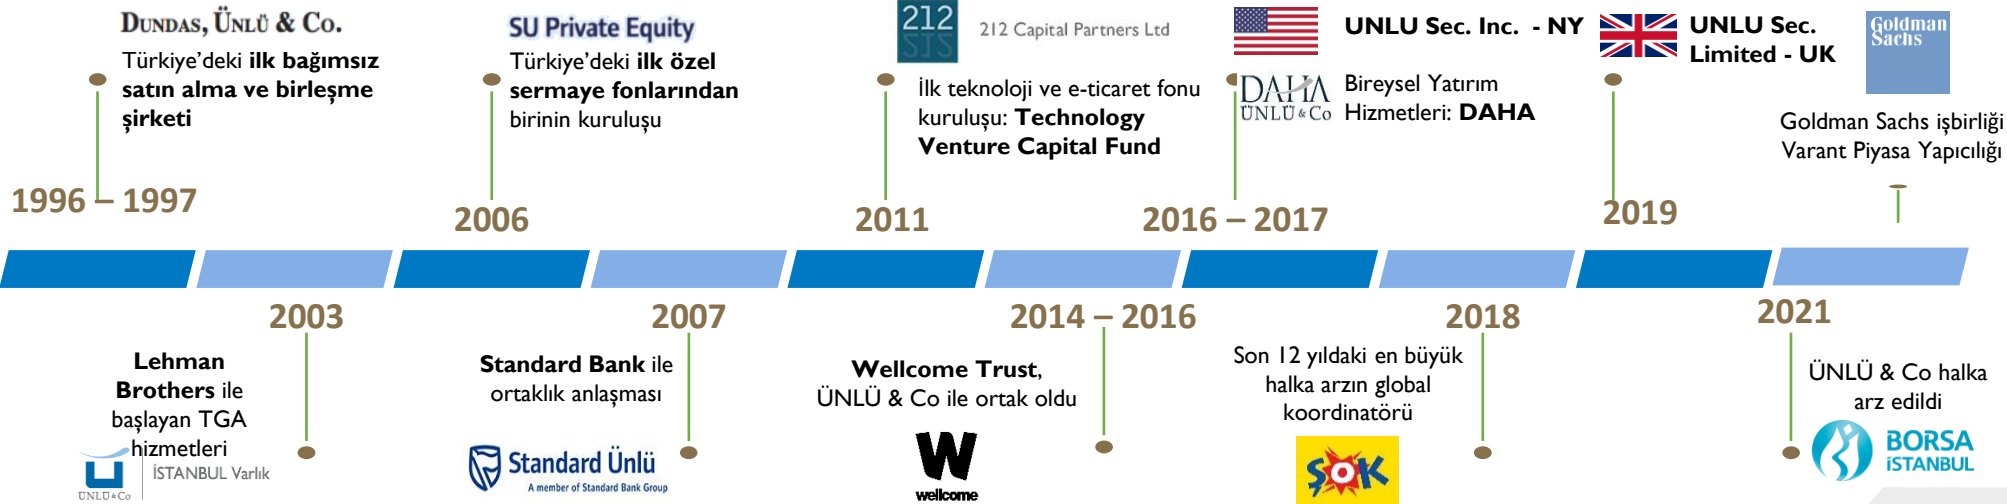 DUNDAS, ÜNLÜ & CO.
Türkiye'deki ilk bağımsız
satın alma ve birleşme
şirketi
1996 – 1997
SU Private Equity
Türkiye'deki ilk özel
sermaye fonlarından
birinin kuruluşu
2006
212
212 Capital Partners Ltd
İlk teknoloji ve e-ticaret fonu
kuruluşu: Technology
Venture Capital Fund
2011
UNLU Sec. Inc. - NY
DAHA
ÜNLÜ & Co
Bireysel Yatırım
Hizmetleri: DAHA
2016 – 2017
UNLU Sec.
Limited - UK
2019
Goldman
Sachs
Goldman Sachs işbirliği
Varant Piyasa Yapıcılığı
2003
Lehman
Brothers ile
başlayan TGA
hizmetleri
ÜNLÜ & Co
İSTANBUL Varlık
2007
Standard Bank ile
ortaklık anlaşması
Standard Ünlü
A member of Standard Bank Group
2014 – 2016
Wellcome Trust,
ÜNLÜ & Co ile ortak oldu
W
wellcome
2018
Son 12 yıldaki en büyük
halka arzın global
koordinatörü
ŞOK
2021
ÜNLÜ & Co halka
arz edildi
BORSA
İSTANBUL